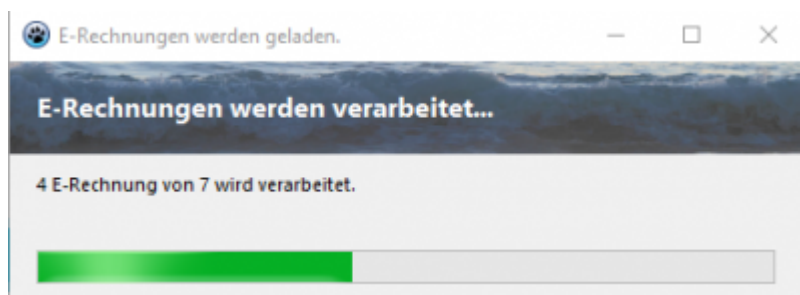 E-Rechnungen werden geladen.
E-Rechnungen werden verarbeitet...
4 E-Rechnung von 7 wird verarbeitet.